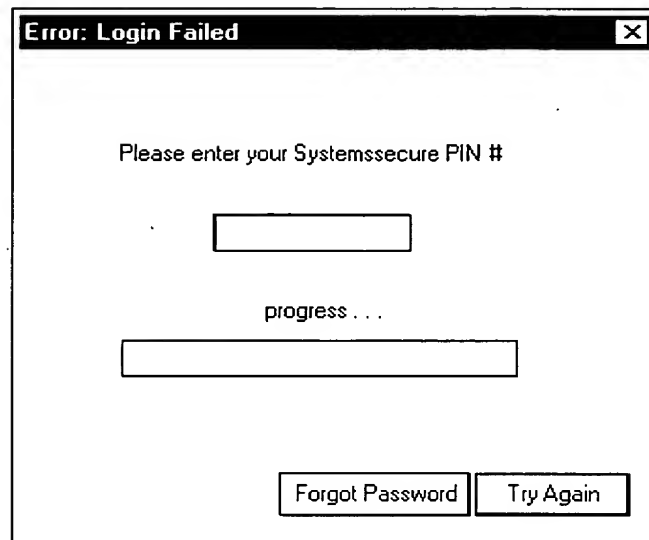 Error: Login Failed
Please enter your Systemssecure PIN #
progress . . .
Forgot Password Try Again